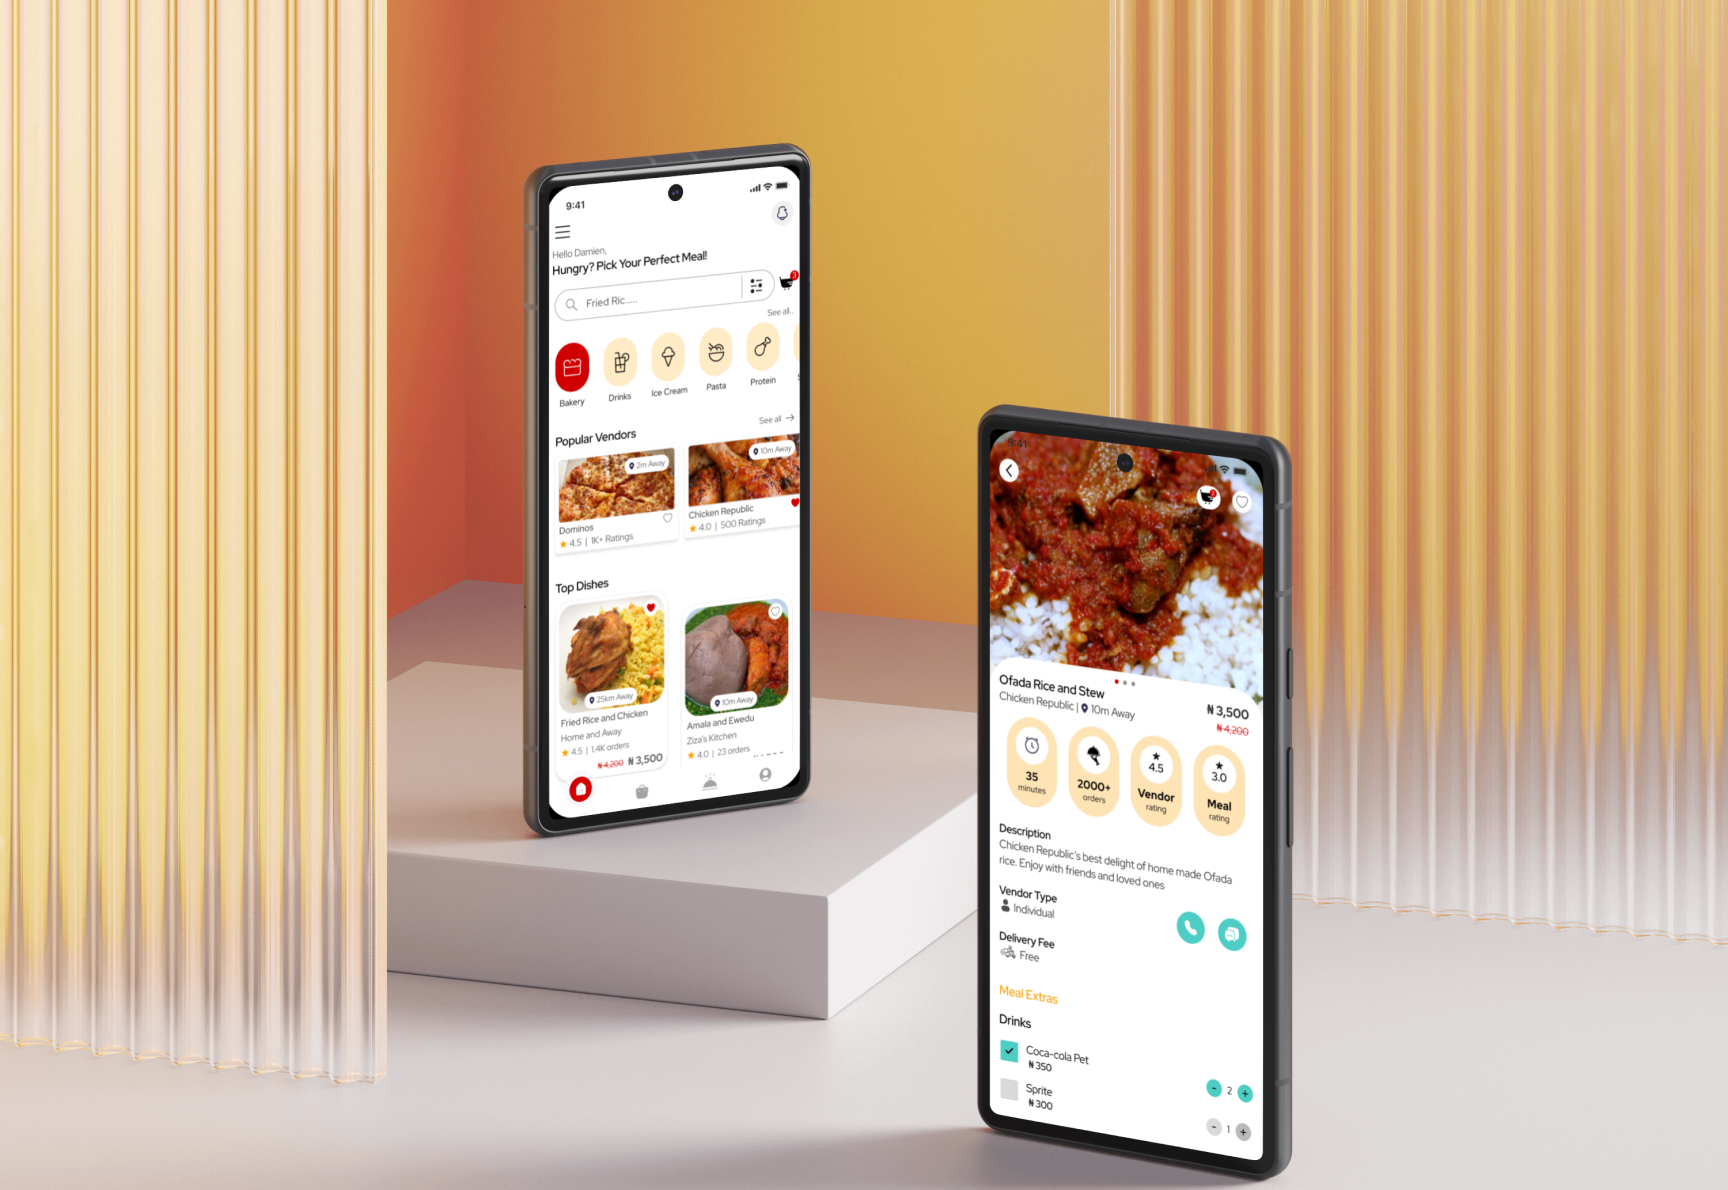 9:41
Hello Damien,
Hungry? Pick Your Perfect Meal!
Fried Ric.....
3
See all..
Bakery
Drinks
Ice Cream
Pasta
Protein
See all →
Popular Vendors
2m Away
10m Away
Dominos
★ 4.5 | 1K+ Ratings
Chicken Republic
★ 4.0 | 500 Ratings
Top Dishes
25km Away
Fried Rice and Chicken
Home and Away
★ 4.5 | 1.4K orders
₦ 4,200 ₦ 3,500
10m Away
Amala and Ewedu
Ziza's Kitchen
★ 4.0 | 23 orders
9:41
Ofada Rice and Stew
Chicken Republic | 10m Away
₦ 3,500
₦ 4,200
35
minutes
2000+
orders
★
4.5
Vendor
rating
★
3.0
Meal
rating
Description
Chicken Republic's best delight of home made Ofada
rice. Enjoy with friends and loved ones
Vendor Type
Individual
Delivery Fee
Free
Meal Extras
Drinks
Coca-cola Pet
₦ 350
- 2 +
Sprite
₦ 300
- 1 +